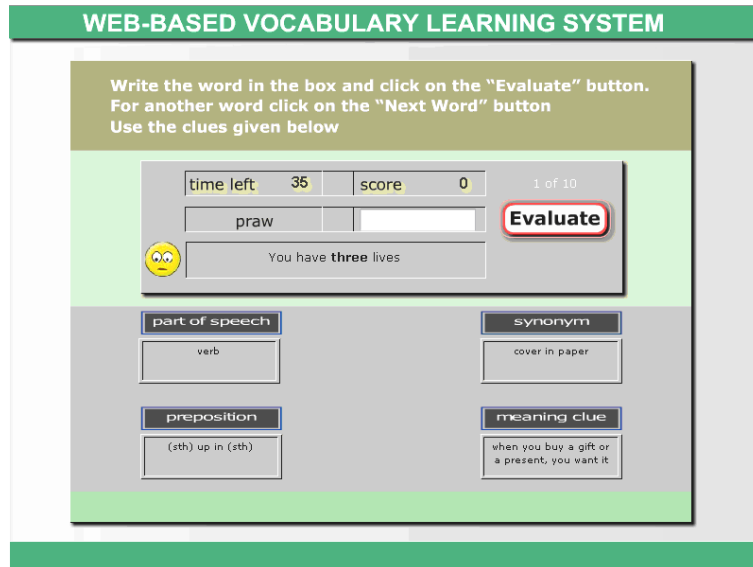 WEB-BASED VOCABULARY LEARNING SYSTEM
Write the word in the box and click on the “Evaluate” button.
For another word click on the “Next Word” button
Use the clues given below
time left 35 score 0 1 of 10
praw Evaluate
You have three lives
part of speech
verb
synonym
cover in paper
preposition
(sth) up in (sth)
meaning clue
when you buy a gift or
a present, you want it